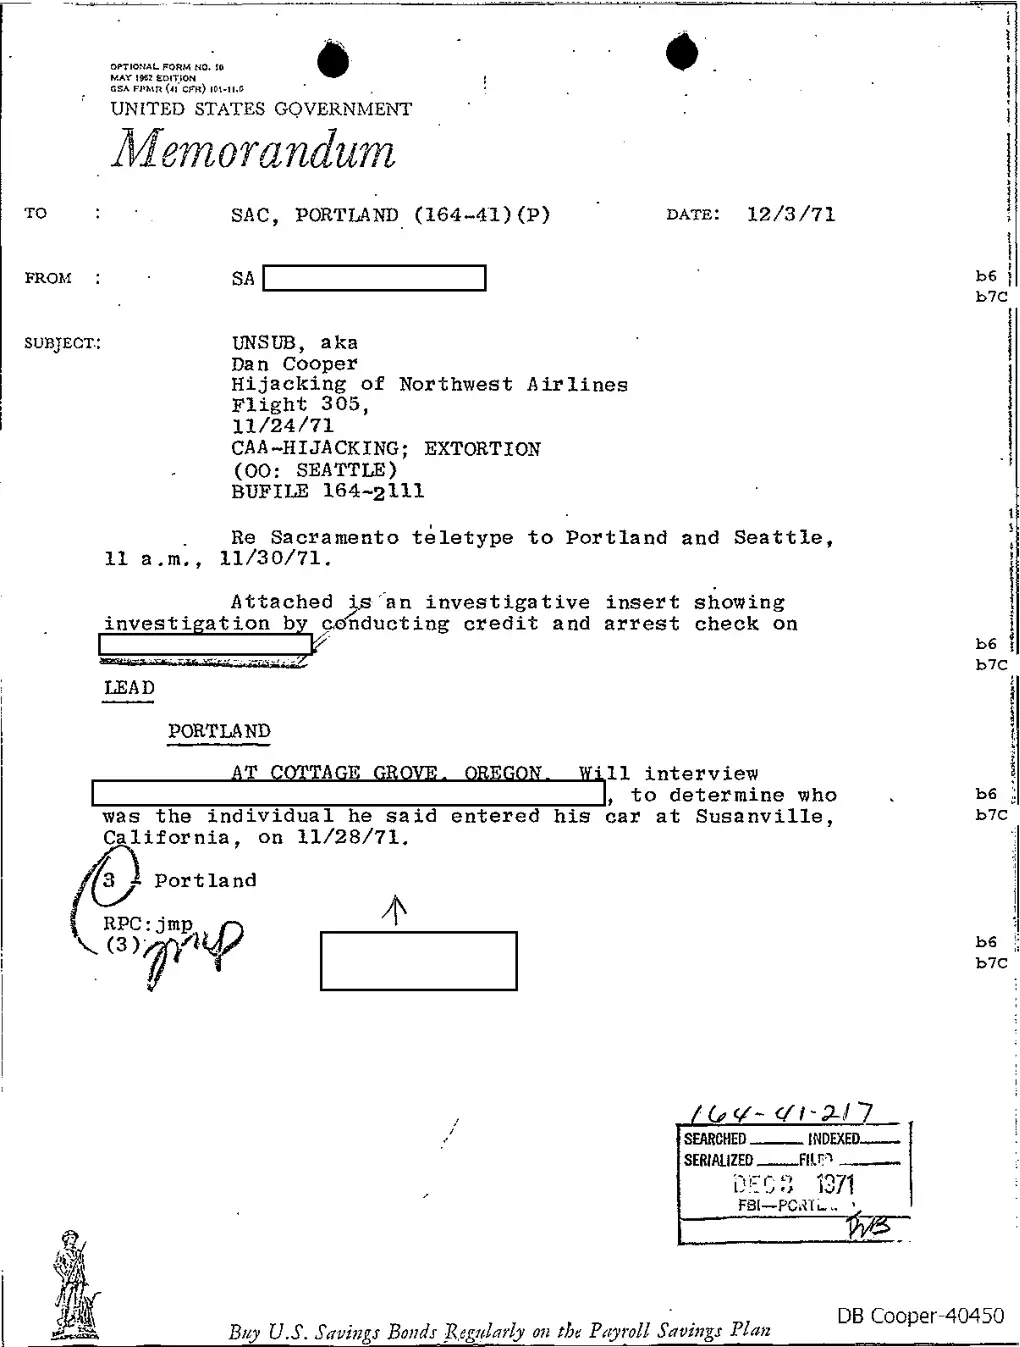 OPTIONAL FORM NO. 10
MAY 1962 EDITION
GSA FPMR (41 CFR) 101-11.6
UNITED STATES GOVERNMENT
Memorandum
TO : SAC, PORTLAND (164-41)(P) DATE: 12/3/71
FROM : SA b6
b7C
SUBJECT: UNSUB, aka
Dan Cooper
Hijacking of Northwest Airlines
Flight 305,
11/24/71
CAA-HIJACKING; EXTORTION
(OO: SEATTLE)
BUFILE 164-2111
Re Sacramento teletype to Portland and Seattle,
11 a.m., 11/30/71.
Attached is an investigative insert showing
investigation by conducting credit and arrest check on
b6
b7C
LEAD
PORTLAND
AT COTTAGE GROVE, OREGON. Will interview
, to determine who b6
was the individual he said entered his car at Susanville, b7C
California, on 11/28/71.
3 - Portland
RPC:jmp
(3) b6
b7C
164-41-217
SEARCHED INDEXED
SERIALIZED FILED
DEC 3 1971
FBI—PORTL
Buy U.S. Savings Bonds Regularly on the Payroll Savings Plan
DB Cooper-40450